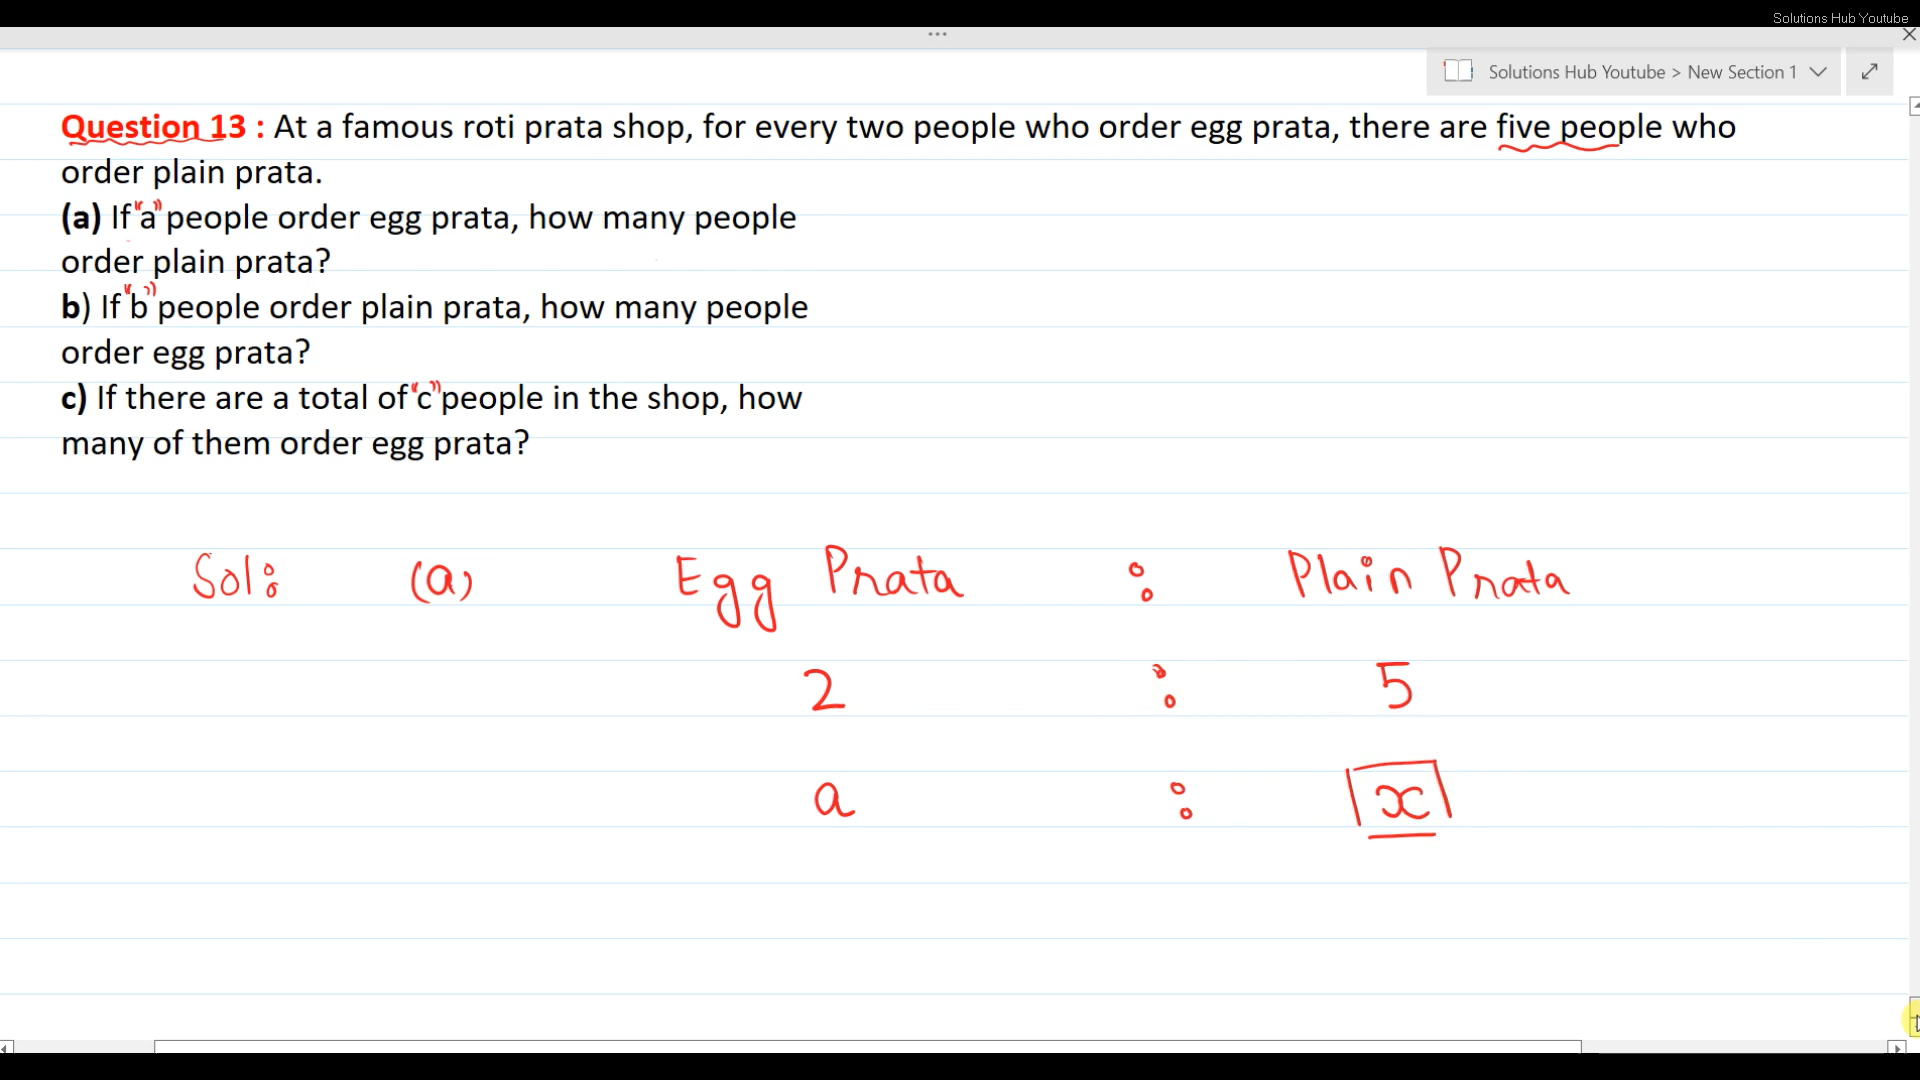 Solutions Hub Youtube
Solutions Hub Youtube > New Section 1
Question 13 : At a famous roti prata shop, for every two people who order egg prata, there are five people who
order plain prata.
(a) If "a" people order egg prata, how many people
order plain prata?
b) If "b" people order plain prata, how many people
order egg prata?
c) If there are a total of "c" people in the shop, how
many of them order egg prata?
Sol: (a) Egg Prata : Plain Prata
2 : 5
a : x